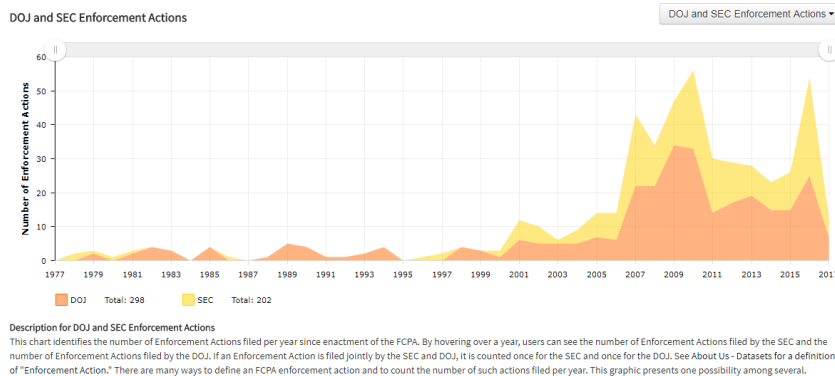 DOJ and SEC Enforcement Actions
DOJ and SEC Enforcement Actions
60
50
40
30
20
10
0
Number of Enforcement Actions
1977 1979 1981 1983 1985 1987 1989 1991 1993 1995 1997 1999 2001 2003 2005 2007 2009 2011 2013 2015
DOJ Total: 298 SEC Total: 202
Description for DOJ and SEC Enforcement Actions
This chart identifies the number of Enforcement Actions filed per year since enactment of the FCPA. By hovering over a year, users can see the number of Enforcement Actions filed by the SEC and the
number of Enforcement Actions filed by the DOJ. If an Enforcement Action is filed jointly by the SEC and DOJ, it is counted once for the SEC and once for the DOJ. See About Us - Datasets for a definition
of "Enforcement Action." There are many ways to define an FCPA enforcement action and to count the number of such actions filed per year. This graphic presents one possibility among several.